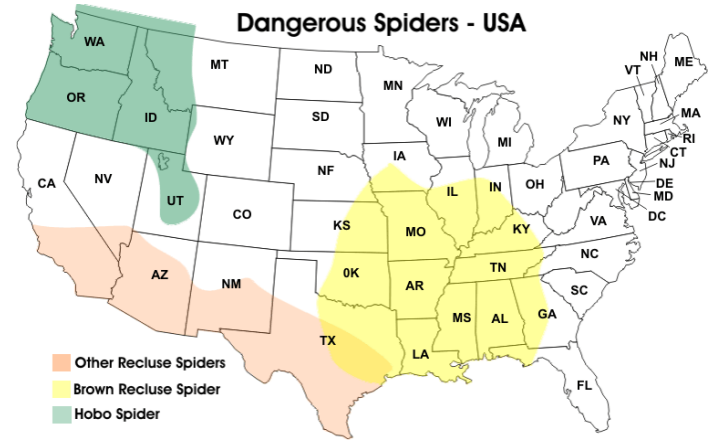 Dangerous Spiders - USA
WA
MT
ND
MN
ME
NH
VT
OR
ID
SD
WI
MI
NY
MA
RI
CT
WY
IA
PA
NJ
NV
NF
OH
DE
MD
DC
CA
UT
CO
IL
IN
KS
MO
KY
VA
NC
AZ
NM
0K
AR
TN
SC
MS
AL
GA
TX
LA
FL
Other Recluse Spiders
Brown Recluse Spider
Hobo Spider